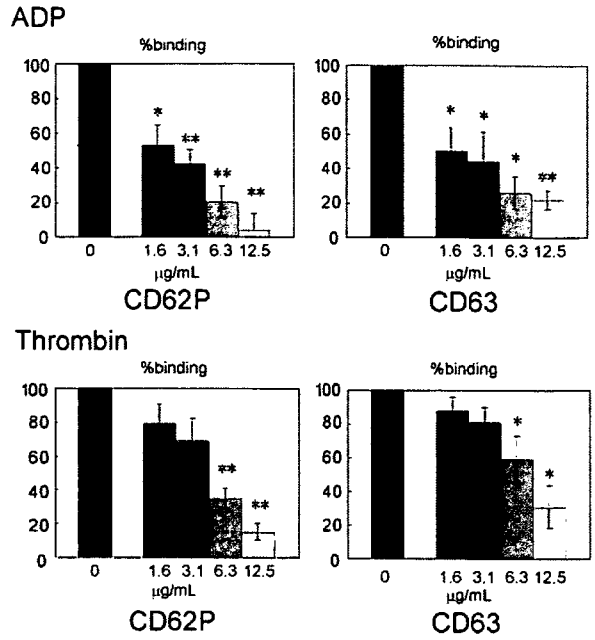 ADP
%binding %binding
100 100
80 80
60 60
40 40
20 20
0 0
* ** ** **
* * * **
0 1.6 3.1 6.3 12.5 0 1.6 3.1 6.3 12.5
µg/mL µg/mL
CD62P CD63
Thrombin
%binding %binding
100 100
80 80
60 60
40 40
20 20
0 0
** **
* *
0 1.6 3.1 6.3 12.5 0 1.6 3.1 6.3 12.5
µg/mL µg/mL
CD62P CD63